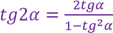 tg2α = 2tgα / 1−tg²α